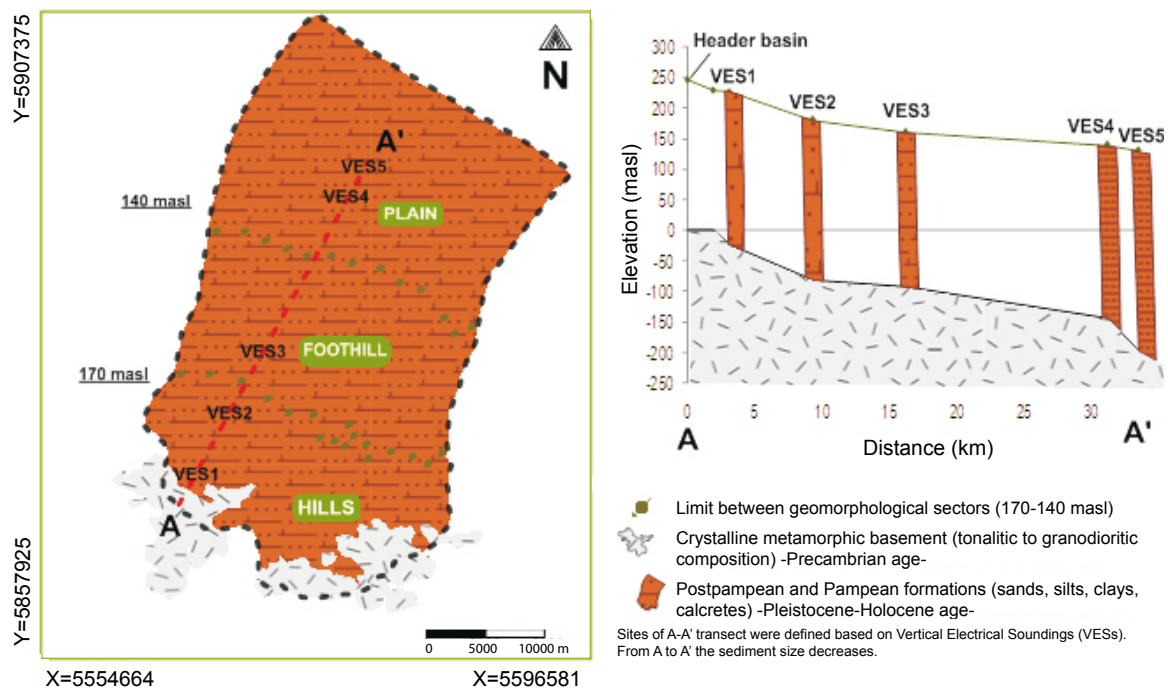 Y=5907375
N
A'
VES5
VES4
140 masl
PLAIN
VES3
FOOTHILL
170 masl
VES2
VES1
A
HILLS
Y=5857925
0 5000 10000 m
X=5554664 X=5596581
Header basin
VES1
VES2
VES3
VES4
VES5
300
250
200
150
100
50
0
-50
-100
-150
-200
-250
Elevation (masl)
0 5 10 15 20 25 30
A A'
Distance (km)
Limit between geomorphological sectors (170-140 masl)
Crystalline metamorphic basement (tonalitic to granodioritic
composition) -Precambrian age-
Postpampean and Pampean formations (sands, silts, clays,
calcretes) -Pleistocene-Holocene age-
Sites of A-A' transect were defined based on Vertical Electrical Soundings (VESs).
From A to A' the sediment size decreases.